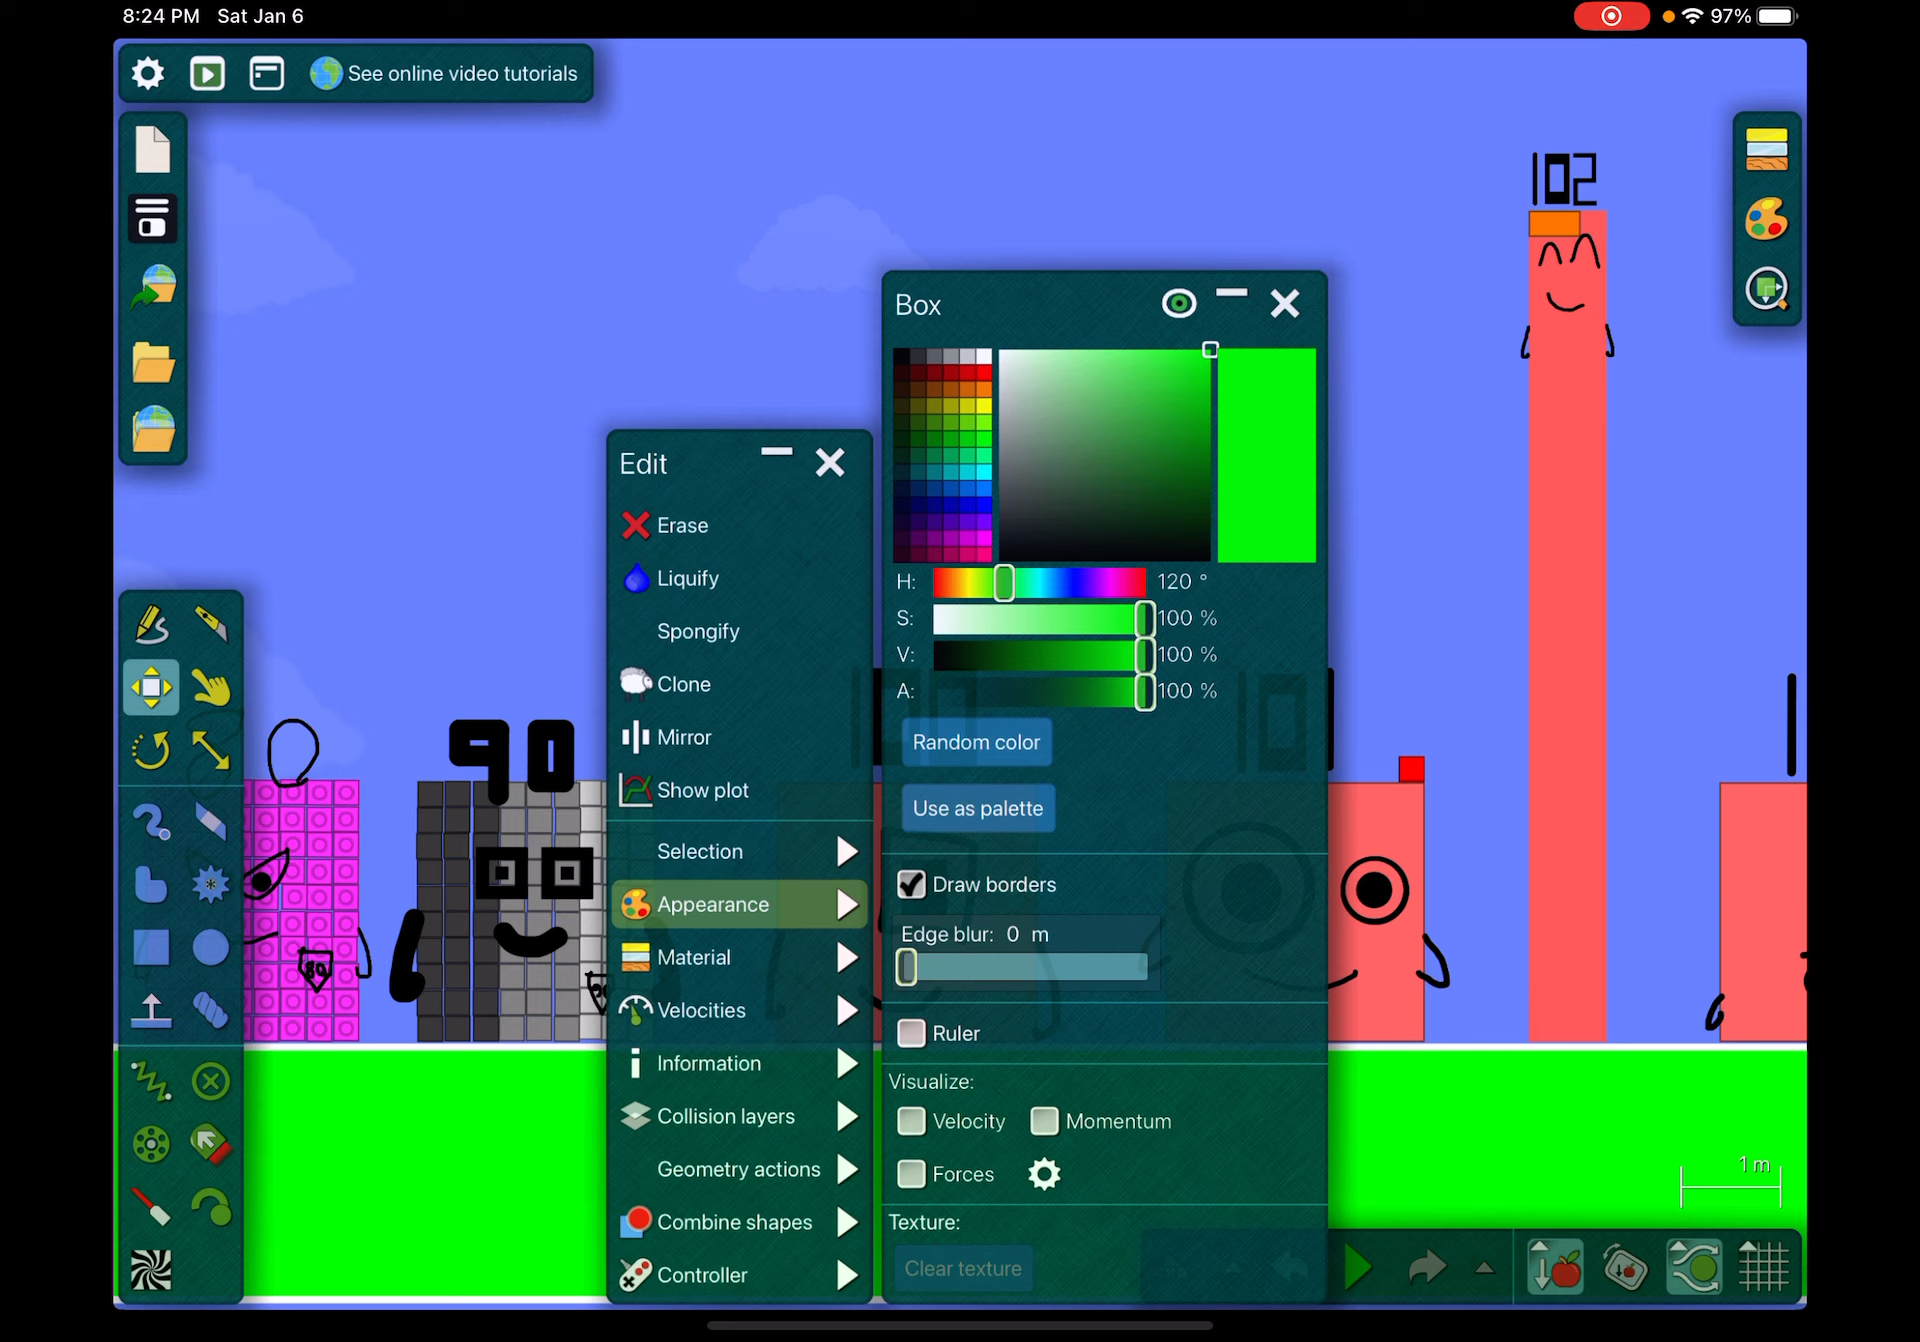 8:24 PM Sat Jan 6
97%
See online video tutorials
102
Box
Edit
Erase
Liquify
H: 120 °
Spongify
S: 100 %
V: 100 %
Clone
A: 100 %
Mirror
Random color
90
Show plot
Use as palette
Selection
Draw borders
Appearance
Edge blur: 0 m
Material
80
Velocities
Ruler
Information
Visualize:
Collision layers
Velocity
Momentum
Geometry actions
Forces
1 m
Combine shapes
Texture:
Controller
Clear texture